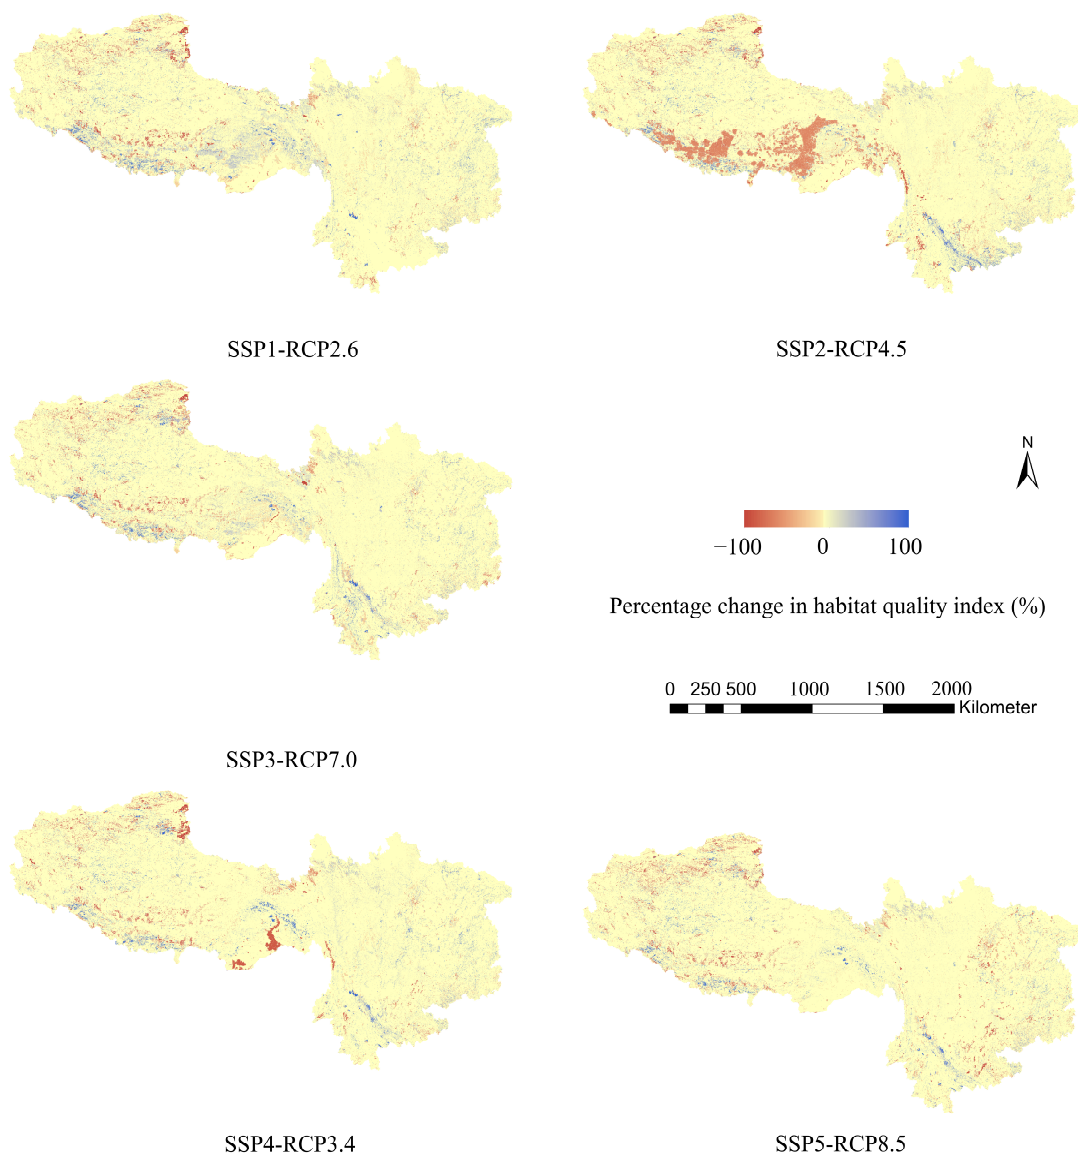 SSP1-RCP2.6
SSP2-RCP4.5
N
−100 0 100
Percentage change in habitat quality index (%)
0 250 500 1000 1500 2000
Kilometer
SSP3-RCP7.0
SSP4-RCP3.4
SSP5-RCP8.5